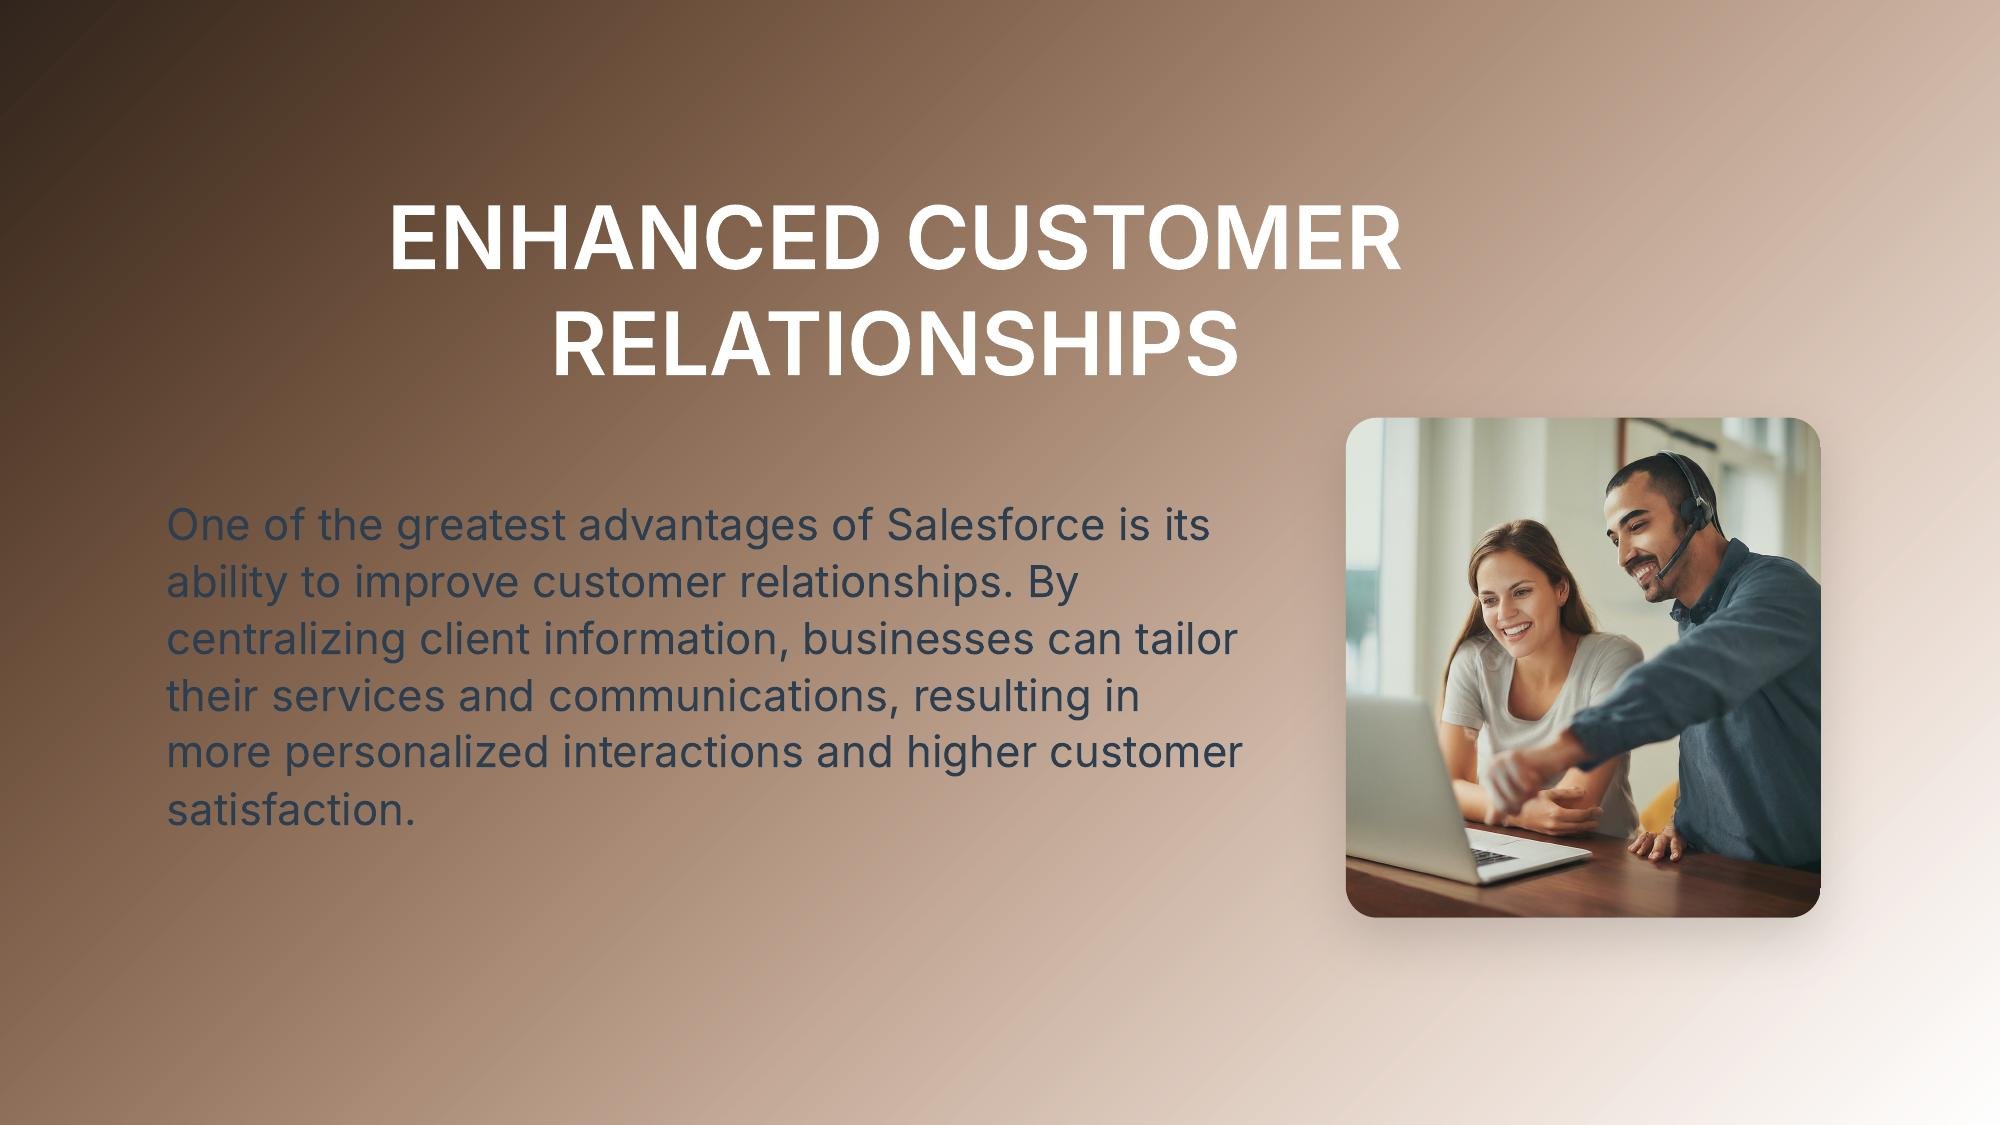 ENHANCED CUSTOMER
RELATIONSHIPS
One of the greatest advantages of Salesforce is its
ability to improve customer relationships. By
centralizing client information, businesses can tailor
their services and communications, resulting in
more personalized interactions and higher customer
satisfaction.